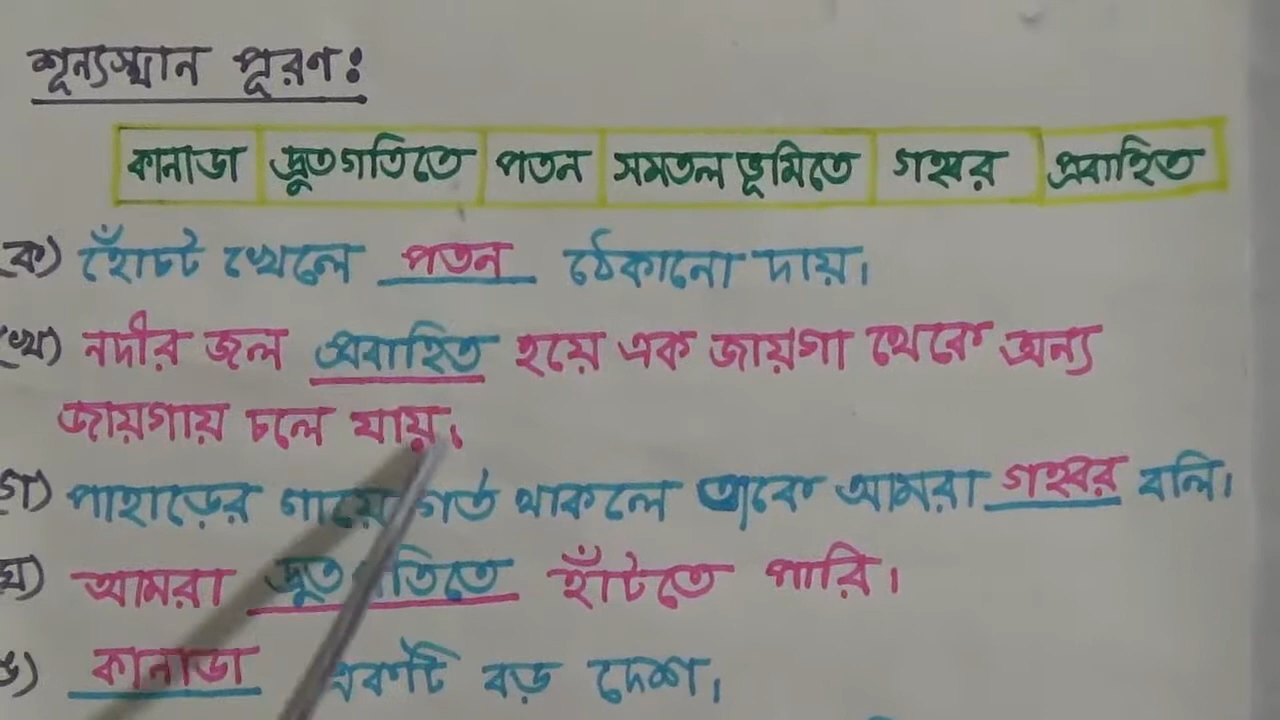 শূন্যস্থান পূরণ:
কানাডা দ্রুতগতিতে পতন সমতল ভূমিতে গহ্বর প্রবাহিত
ক) হোঁচট খেলে পতন ঠেকানো দায়।
খ) নদীর জল প্রবাহিত হয়ে এক জায়গা থেকে অন্য
জায়গায় চলে যায়।
গ) পাহাড়ের গায়ে গর্ত থাকলে তাকে আমরা গহ্বর বলি।
ঘ) আমরা দ্রুত গতিতে হাঁটতে পারি।
ঙ) কানাডা একটি বড় দেশ।